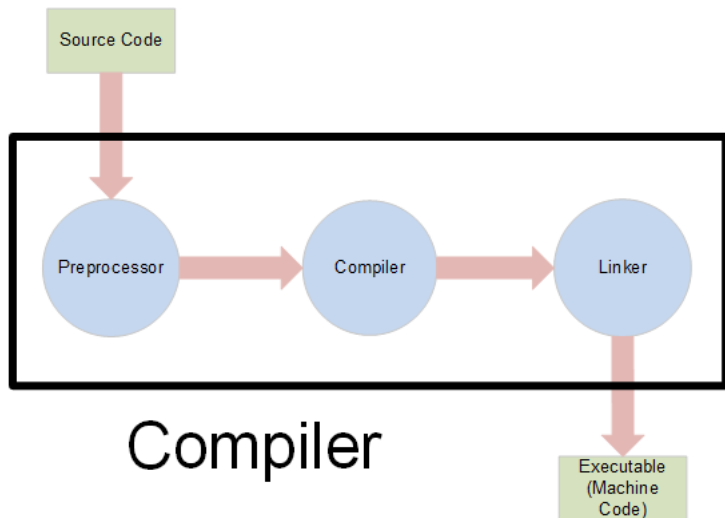 Source Code
Preprocessor
Compiler
Linker
Compiler
Executable
(Machine
Code)